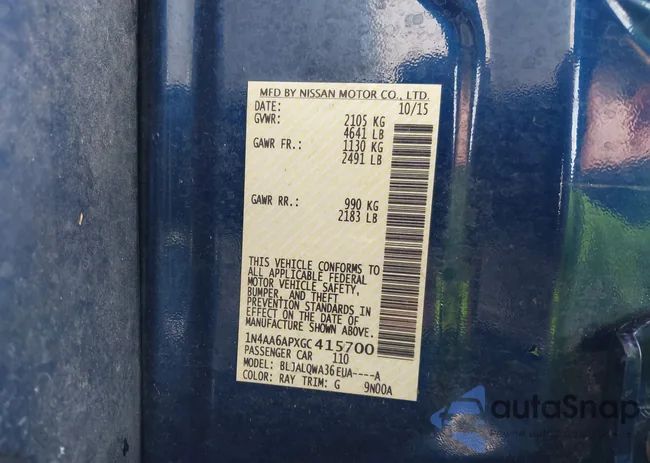 MFD BY NISSAN MOTOR CO., LTD.
DATE: 10/15
GVWR: 2105 KG
4641 LB
GAWR FR.: 1130 KG
2491 LB
GAWR RR.: 990 KG
2183 LB
THIS VEHICLE CONFORMS TO
ALL APPLICABLE FEDERAL
MOTOR VEHICLE SAFETY,
BUMPER, AND THEFT
PREVENTION STANDARDS IN
EFFECT ON THE DATE OF
MANUFACTURE SHOWN ABOVE.
1N4AA6APXGC415700
PASSENGER CAR 110
MODEL: BLJALQWA36EUA----A
COLOR: RAY TRIM: G 9N00A
autoSnap